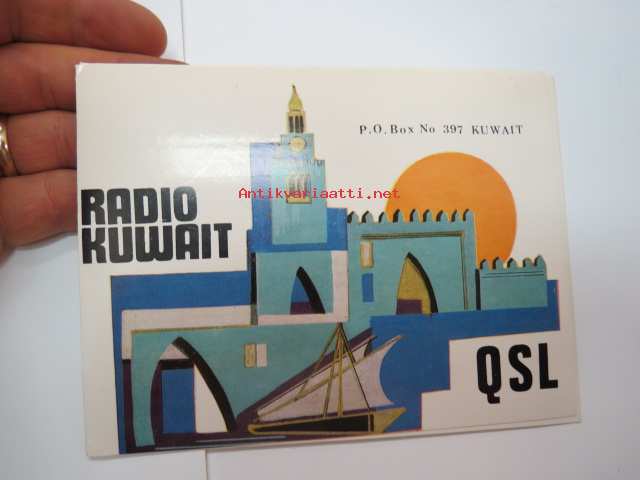 P.O. Box No 397 KUWAIT
Antikvariaatti.net
RADIO
KUWAIT
QSL